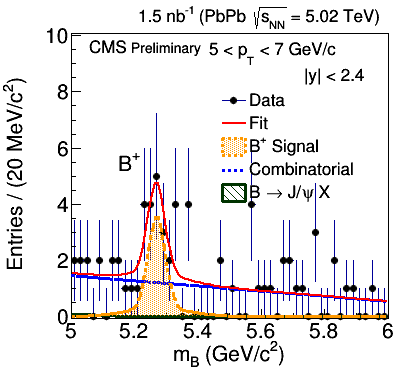 1.5 nb⁻¹ (PbPb √sNN = 5.02 TeV)
CMS Preliminary 5 < pT < 7 GeV/c
|y| < 2.4
Data
Fit
B⁺ Signal
Combinatorial
B → J/ψ X
B⁺
Entries / (20 MeV/c²)
10
8
6
4
2
0
5 5.2 5.4 5.6 5.8 6
mB (GeV/c²)